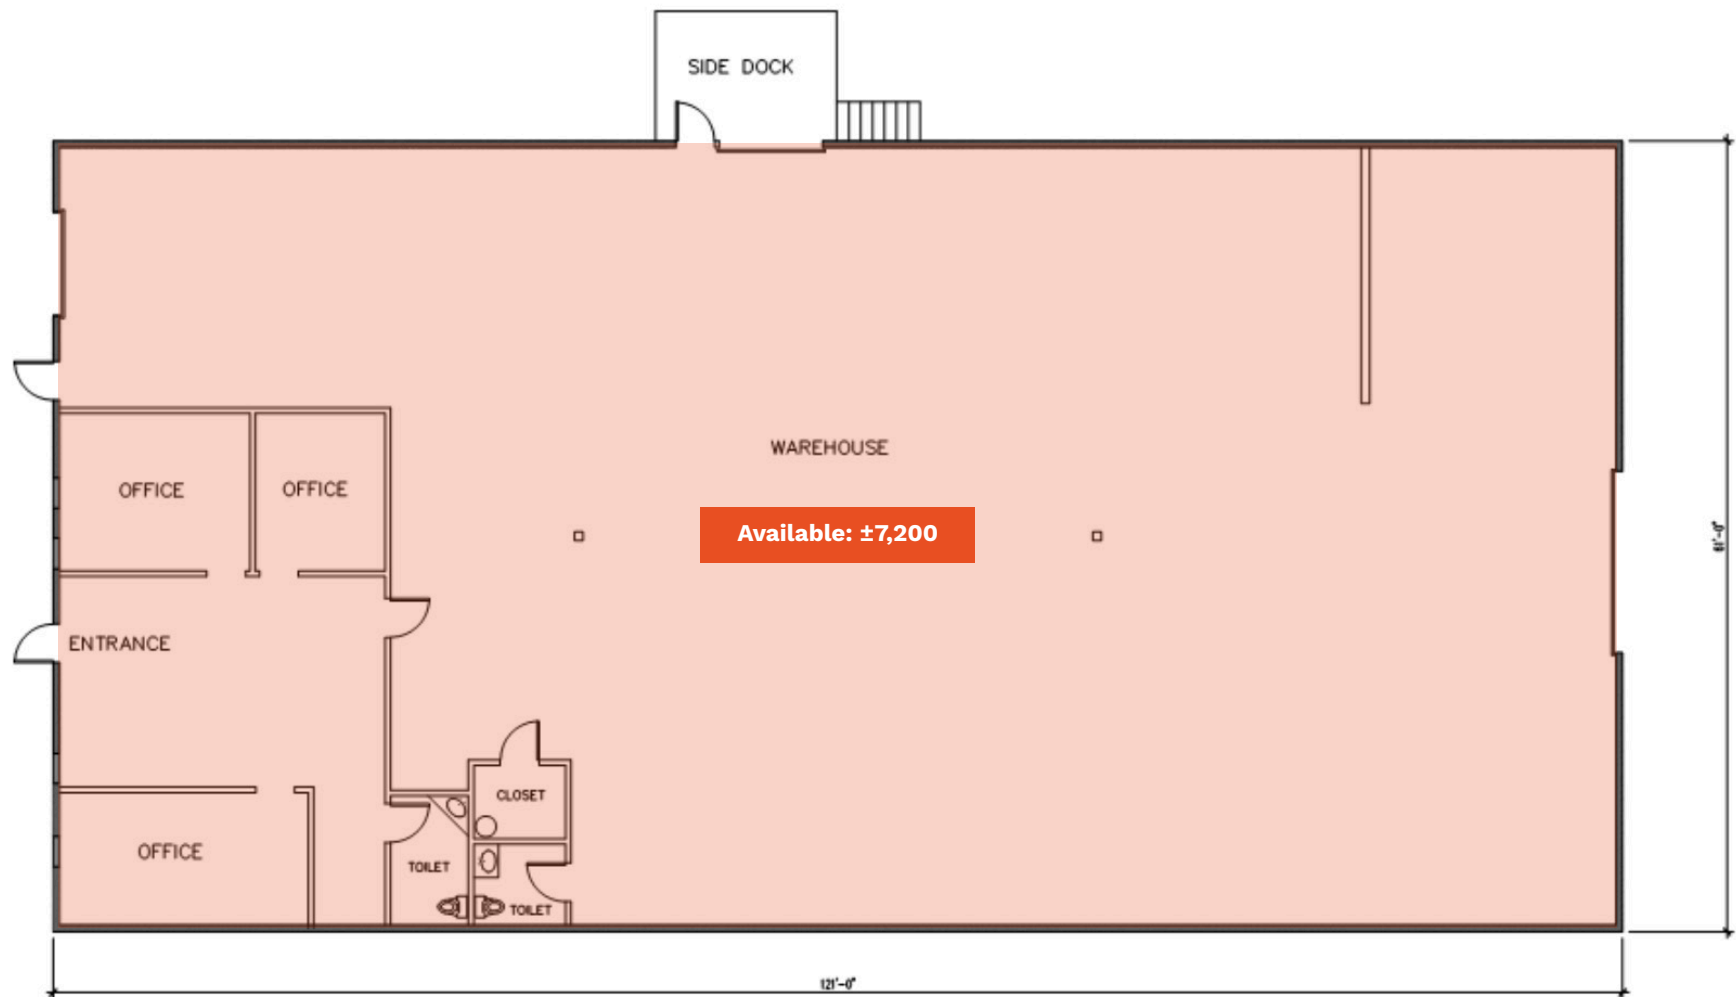 SIDE DOCK
WAREHOUSE
OFFICE
OFFICE
Available: ±7,200
61'-0"
ENTRANCE
CLOSET
OFFICE
TOILET
TOILET
121'-0"